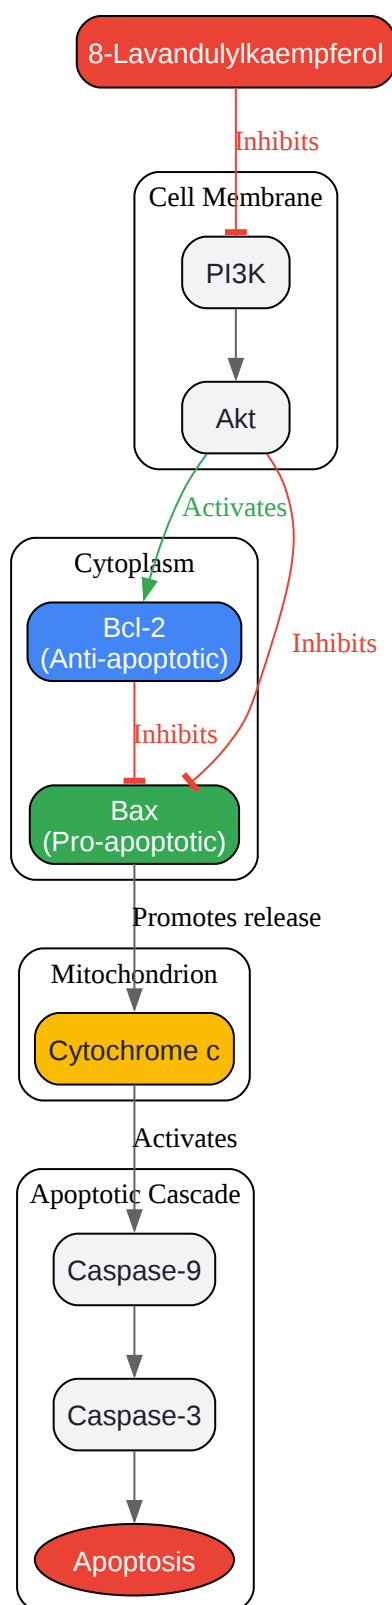 8-Lavandulylkaempferol
Inhibits
Cell Membrane
PI3K
Akt
Activates
Cytoplasm
Bcl-2
(Anti-apoptotic)
Inhibits
Inhibits
Bax
(Pro-apoptotic)
Promotes release
Mitochondrion
Cytochrome c
Activates
Apoptotic Cascade
Caspase-9
Caspase-3
Apoptosis